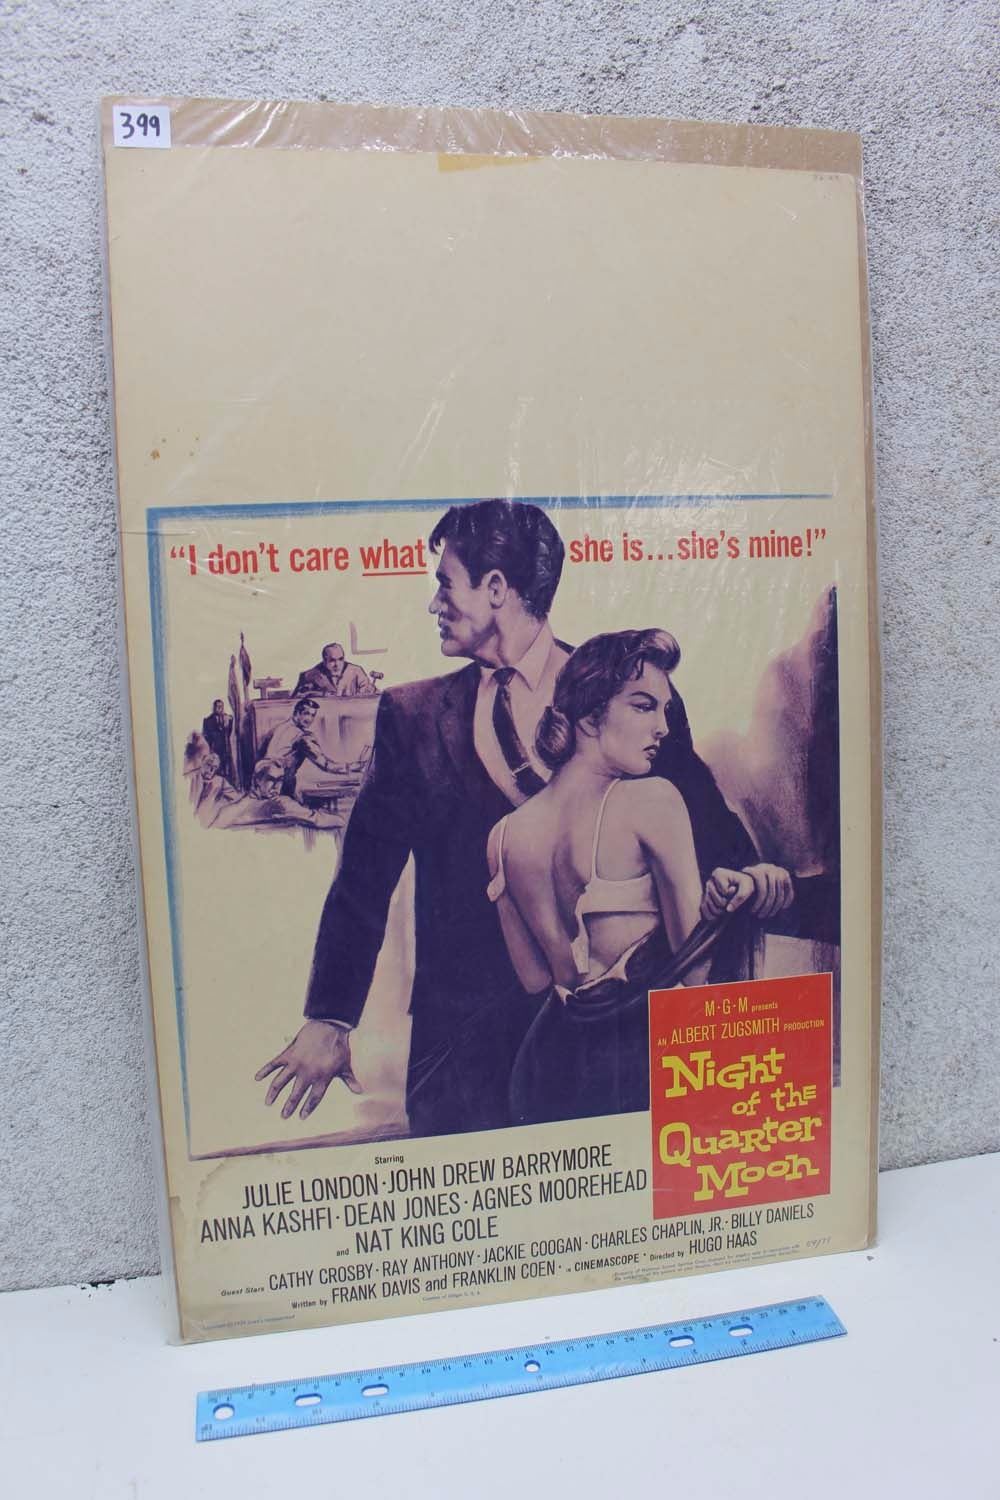 399
“I don't care what she is...she's mine!”
M-G-M presents
AN ALBERT ZUGSMITH PRODUCTION
Night
of the
Quarter
Moon
Starring
JULIE LONDON · JOHN DREW BARRYMORE
ANNA KASHFI · DEAN JONES · AGNES MOOREHEAD
and NAT KING COLE
Guest Stars CATHY CROSBY · RAY ANTHONY · JACKIE COOGAN · CHARLES CHAPLIN, JR. · BILLY DANIELS
Written by FRANK DAVIS and FRANKLIN COEN · IN CINEMASCOPE · Directed by HUGO HAAS
59/77